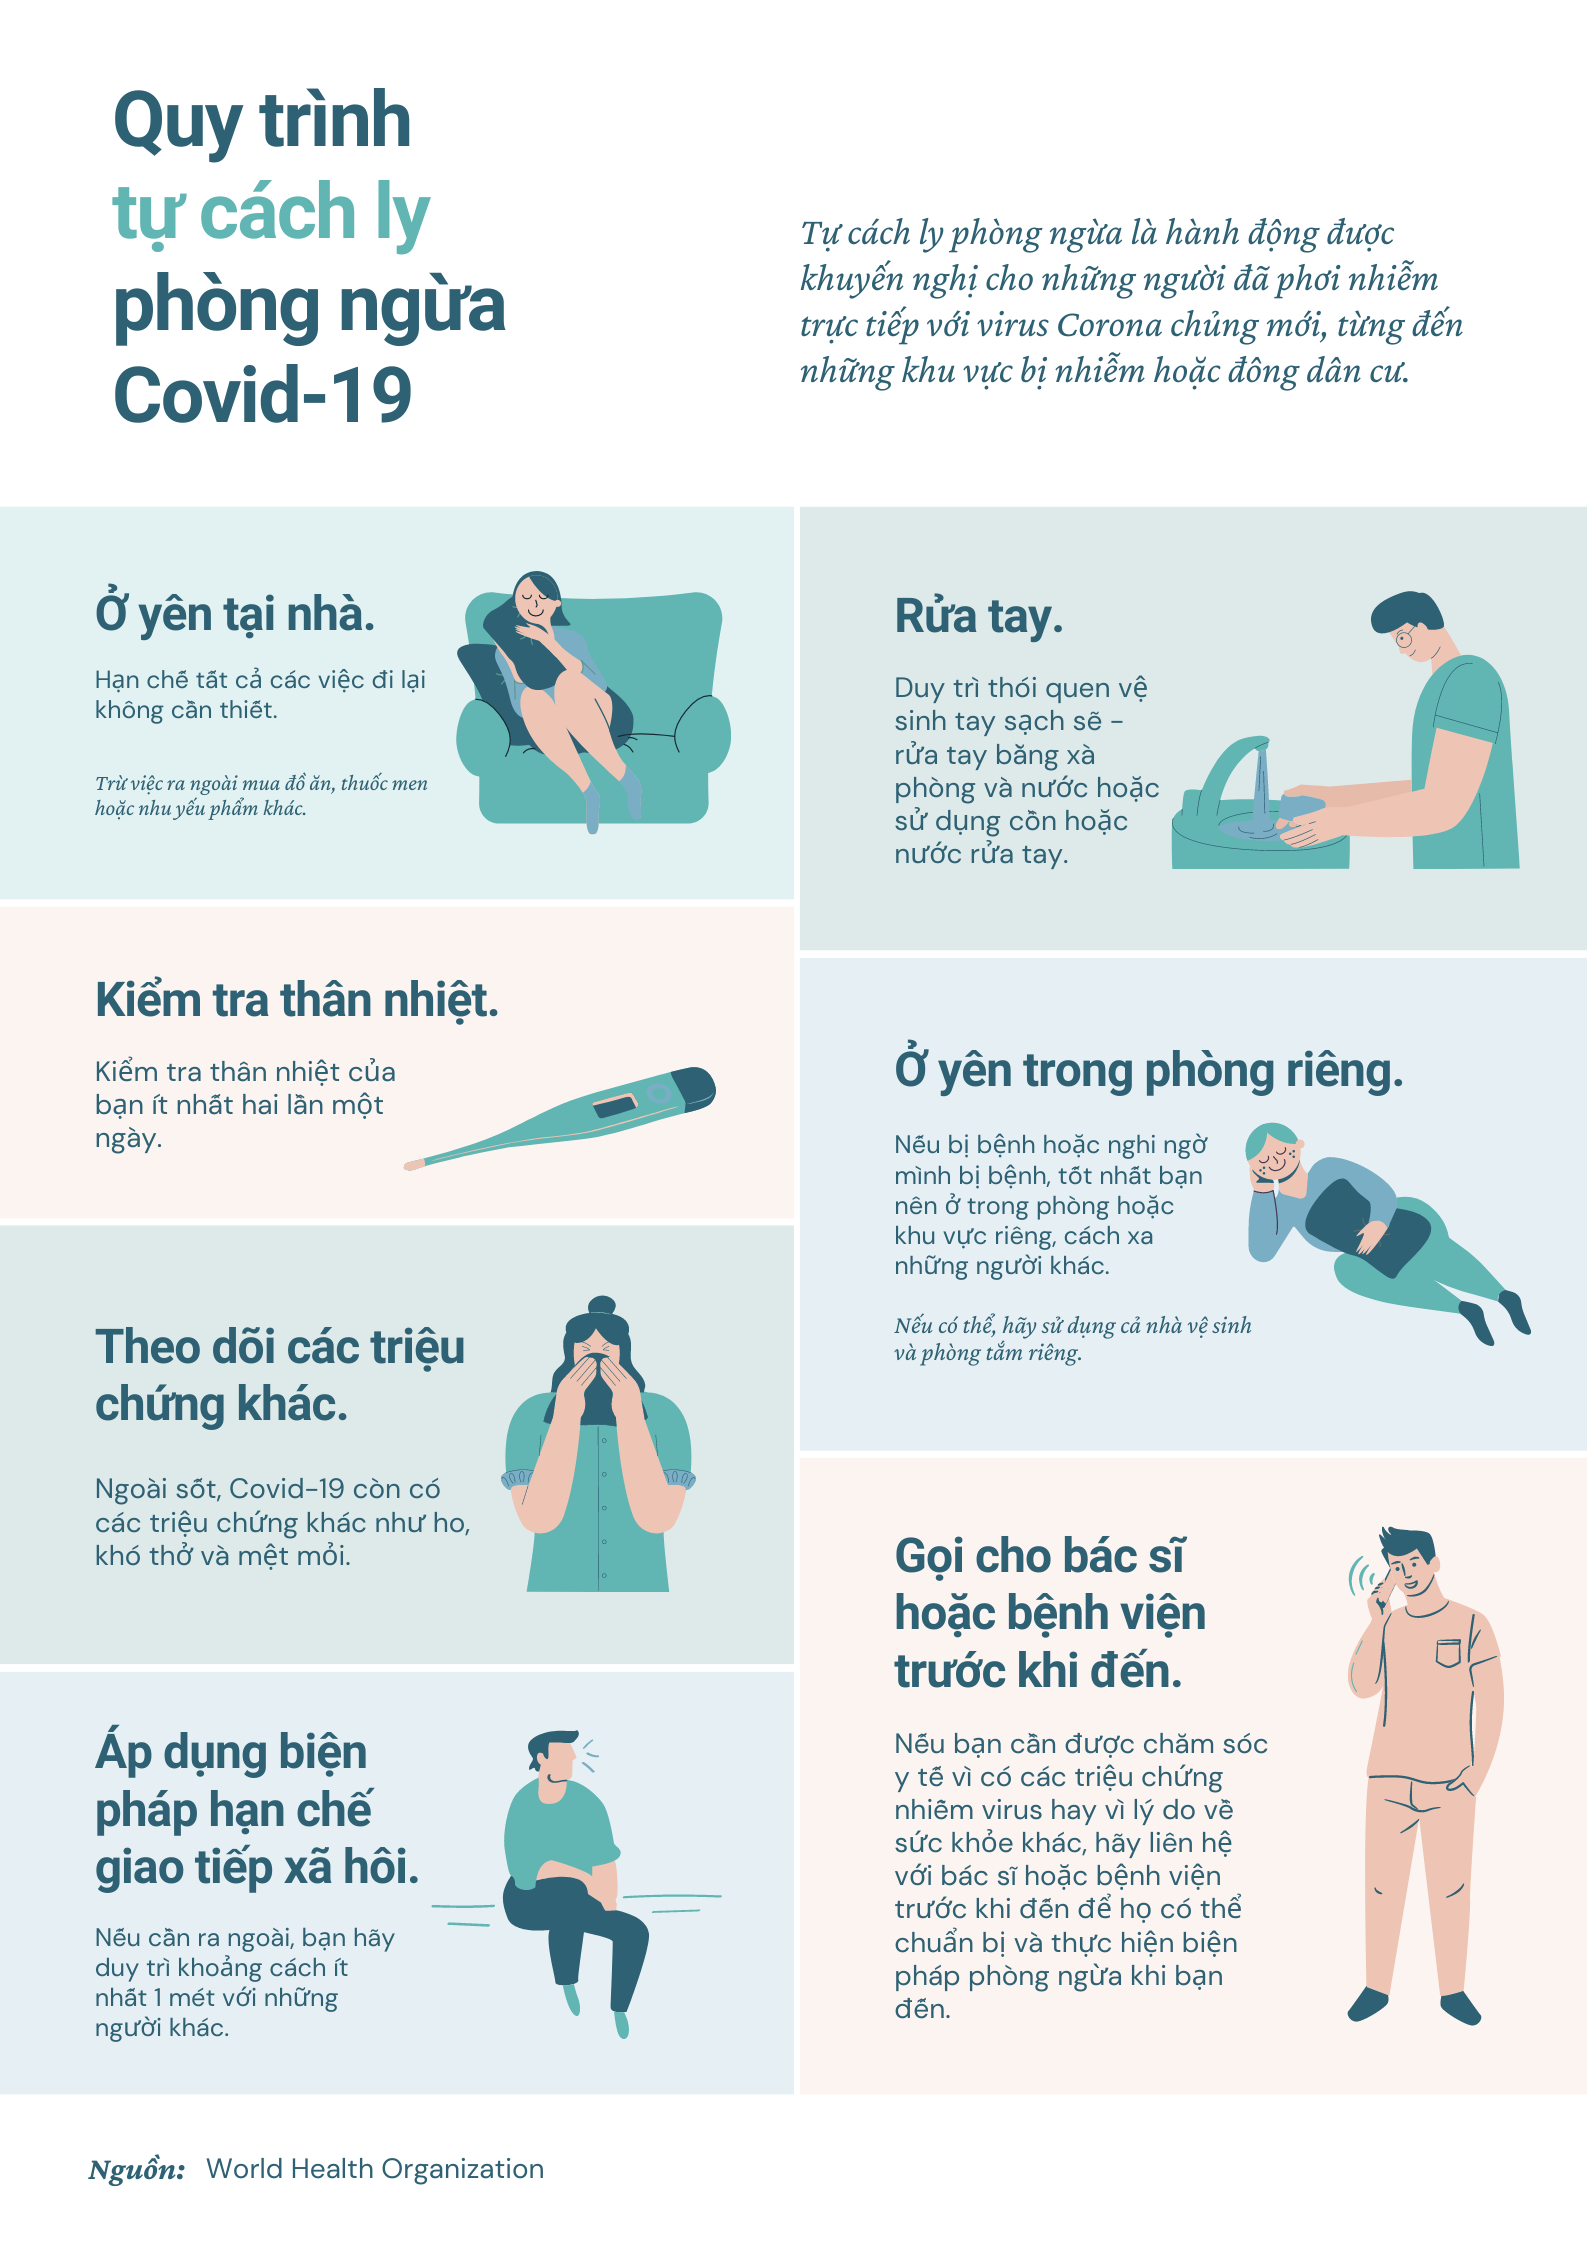 Quy trình
tự cách ly
phòng ngừa
Covid-19
Tự cách ly phòng ngừa là hành động được
khuyến nghị cho những người đã phơi nhiễm
trực tiếp với virus Corona chủng mới, từng đến
những khu vực bị nhiễm hoặc đông dân cư.
Ở yên tại nhà.
Hạn chế tất cả các việc đi lại
không cần thiết.
Trừ việc ra ngoài mua đồ ăn, thuốc men
hoặc nhu yếu phẩm khác.
Rửa tay.
Duy trì thói quen vệ
sinh tay sạch sẽ -
rửa tay bằng xà
phòng và nước hoặc
sử dụng cồn hoặc
nước rửa tay.
Kiểm tra thân nhiệt.
Kiểm tra thân nhiệt của
bạn ít nhất hai lần một
ngày.
Ở yên trong phòng riêng.
Nếu bị bệnh hoặc nghi ngờ
mình bị bệnh, tốt nhất bạn
nên ở trong phòng hoặc
khu vực riêng, cách xa
những người khác.
Nếu có thể, hãy sử dụng cả nhà vệ sinh
và phòng tắm riêng.
Theo dõi các triệu
chứng khác.
Ngoài sốt, Covid-19 còn có
các triệu chứng khác như ho,
khó thở và mệt mỏi.
Gọi cho bác sĩ
hoặc bệnh viện
trước khi đến.
Nếu bạn cần được chăm sóc
y tế vì có các triệu chứng
nhiễm virus hay vì lý do về
sức khỏe khác, hãy liên hệ
với bác sĩ hoặc bệnh viện
trước khi đến để họ có thể
chuẩn bị và thực hiện biện
pháp phòng ngừa khi bạn
đến.
Áp dụng biện
pháp hạn chế
giao tiếp xã hôi.
Nếu cần ra ngoài, bạn hãy
duy trì khoảng cách ít
nhất 1 mét với những
người khác.
Nguồn: World Health Organization